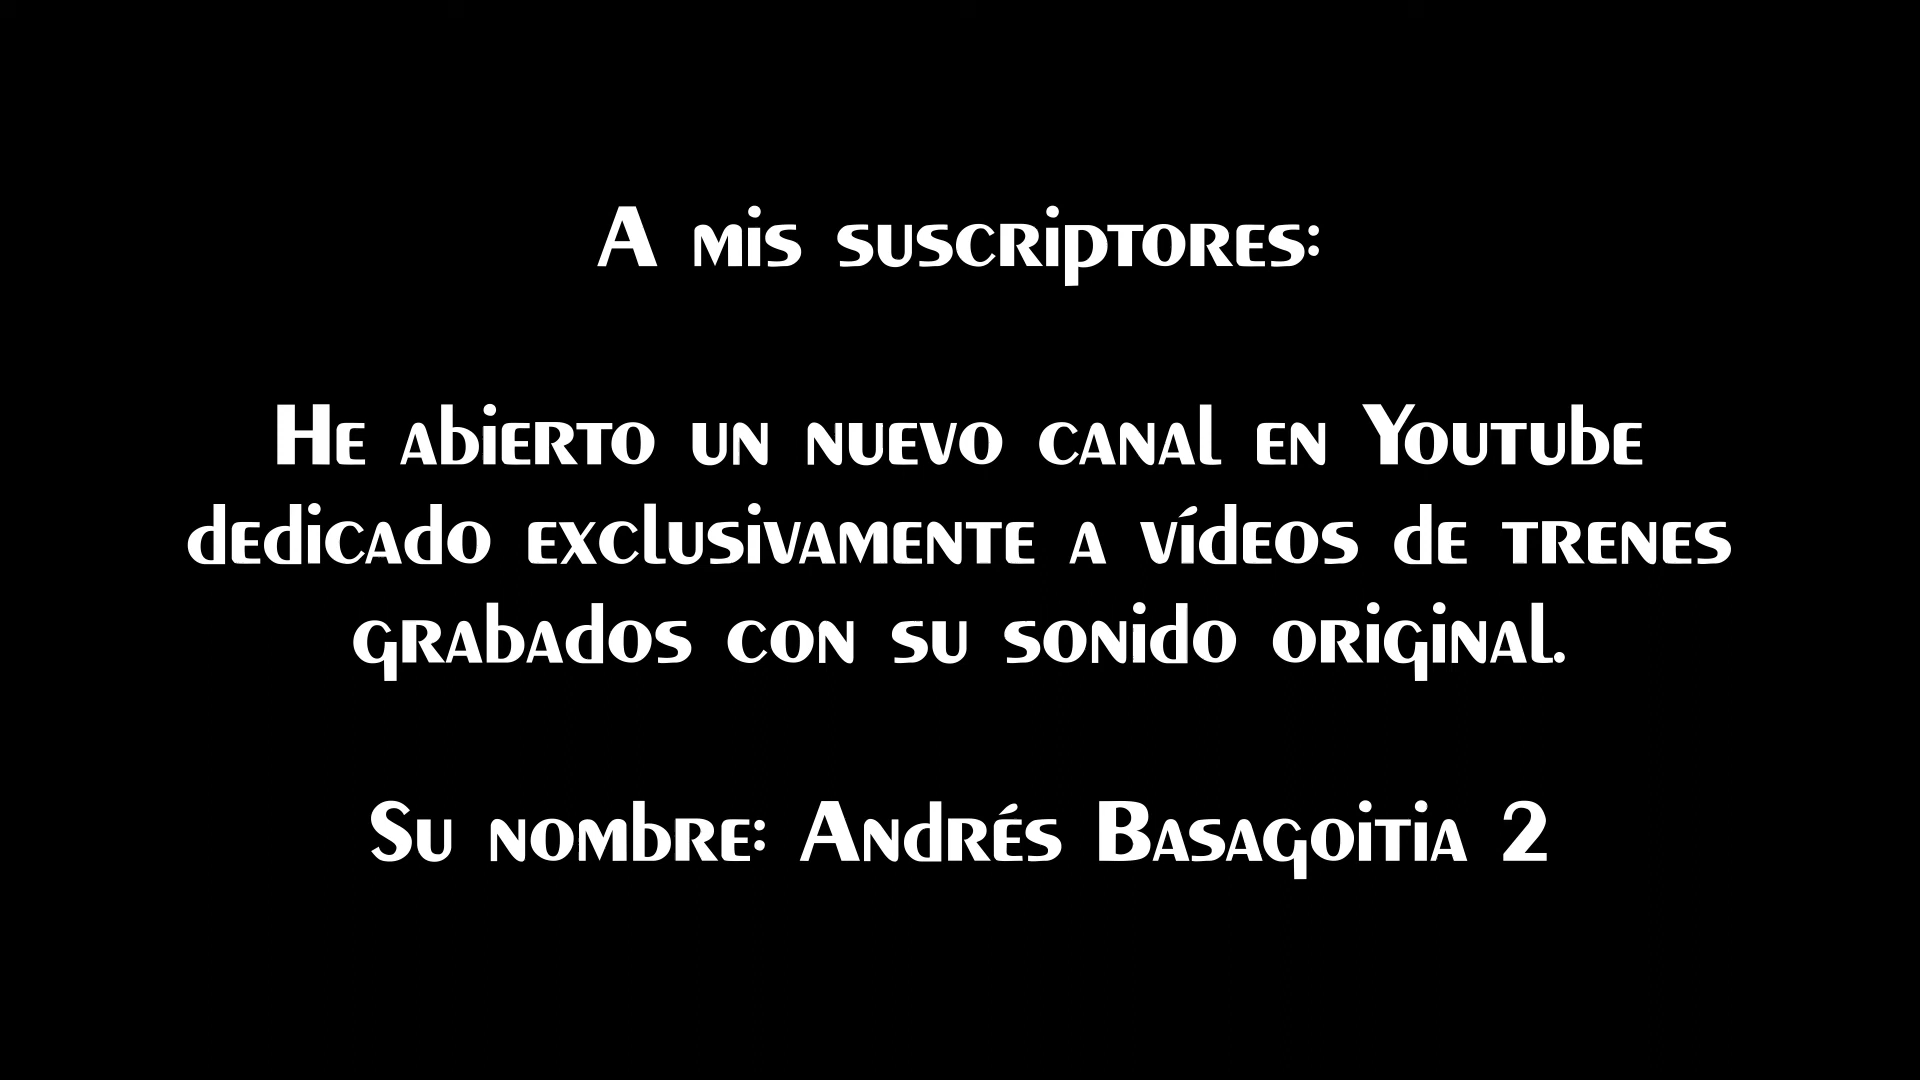 A mis suscriptores:
He abierto un nuevo canal en Youtube
dedicado exclusivamente a vídeos de trenes
grabados con su sonido original.
Su nombre: Andrés Basagoitia 2